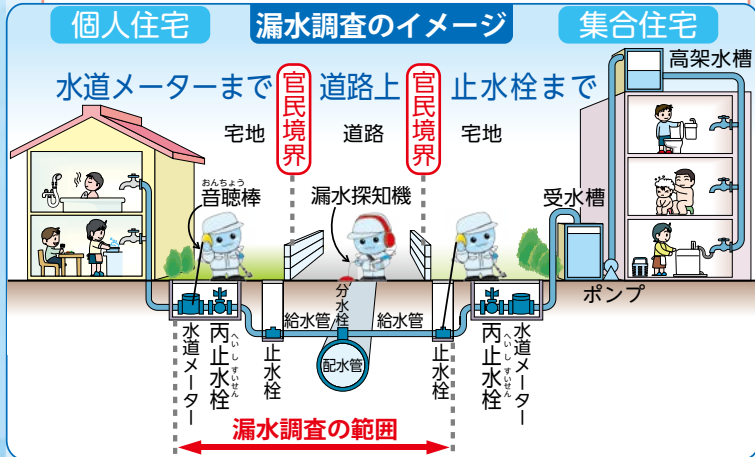 個人住宅
漏水調査のイメージ
集合住宅
高架水槽
水道メーターまで
官民境界
道路上
官民境界
止水栓まで
宅地
道路
宅地
おんちょう
音聴棒
漏水探知機
受水槽
ポンプ
分水栓
給水管
給水管
配水管
水道メーター
丙止水栓
へいしすいせん
止水栓
止水栓
丙止水栓
へいしすいせん
水道メーター
漏水調査の範囲